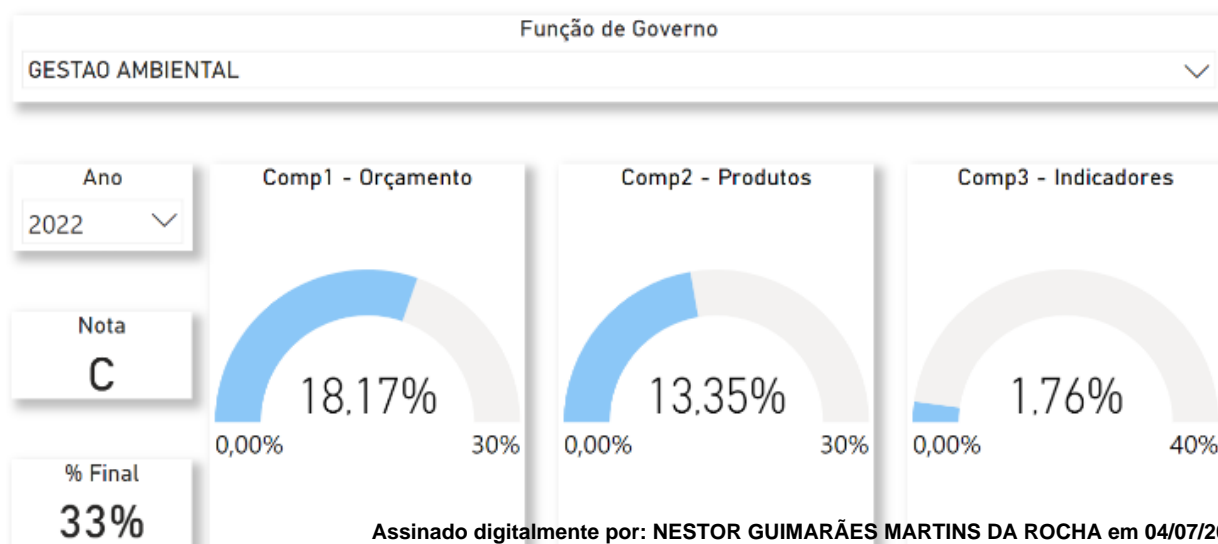 Função de Governo
GESTAO AMBIENTAL
Ano
2022
Nota
C
% Final
33%
Comp1 - Orçamento
18,17%
0,00%
30%
Comp2 - Produtos
13,35%
0,00%
30%
Comp3 - Indicadores
1,76%
0,00%
40%
Assinado digitalmente por: NESTOR GUIMARÃES MARTINS DA ROCHA em 04/07/20